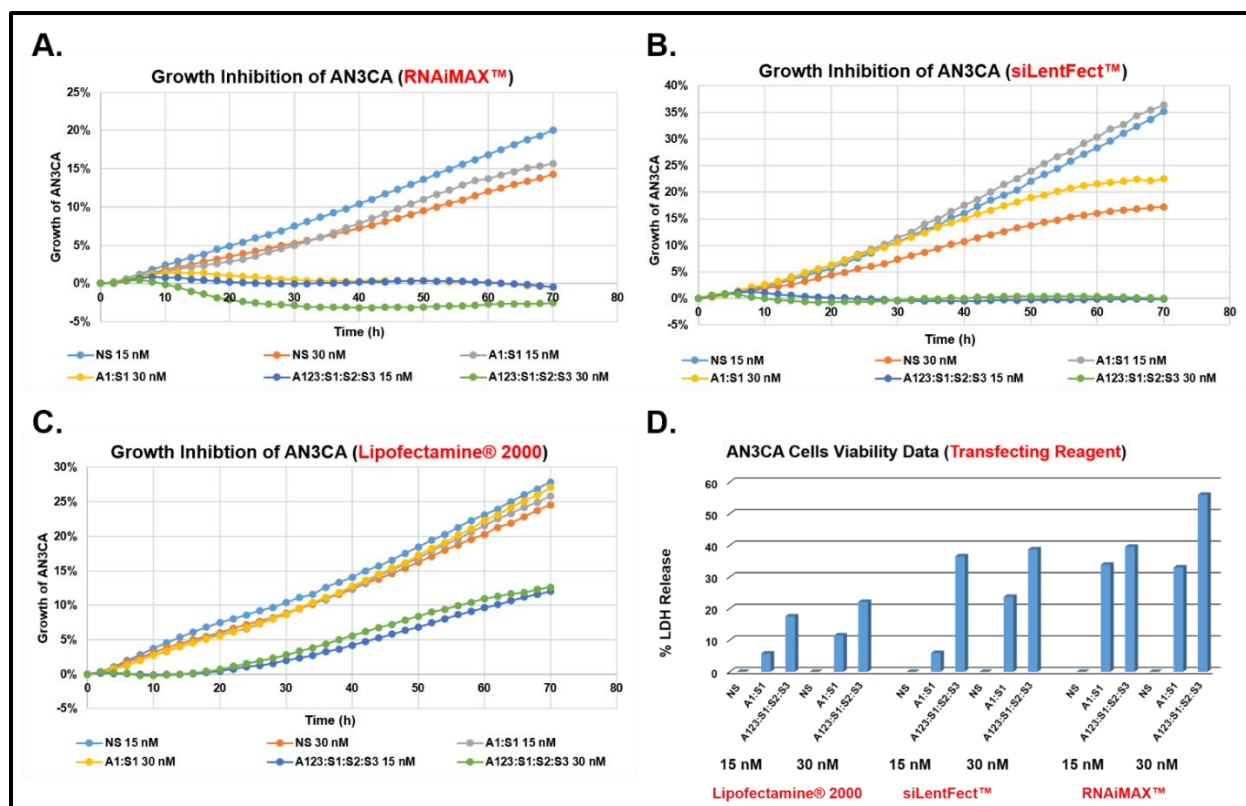 A.
Growth Inhibition of AN3CA (RNAiMAX™)
25%
20%
15%
10%
5%
0%
-5%
Growth of AN3CA
0 10 20 30 40 50 60 70 80
Time (h)
NS 15 nM NS 30 nM A1:S1 15 nM
A1:S1 30 nM A123:S1:S2:S3 15 nM A123:S1:S2:S3 30 nM
B.
Growth Inhibition of AN3CA (siLentFect™)
40%
35%
30%
25%
20%
15%
10%
5%
0%
-5%
Growth of AN3CA
0 10 20 30 40 50 60 70 80
Time (h)
NS 15 nM NS 30 nM A1:S1 15 nM
A1:S1 30 nM A123:S1:S2:S3 15 nM A123:S1:S2:S3 30 nM
C.
Growth Inhibtion of AN3CA (Lipofectamine® 2000)
30%
25%
20%
15%
10%
5%
0%
-5%
Growth of AN3CA
0 10 20 30 40 50 60 70 80
Time (h)
NS 15 nM NS 30 nM A1:S1 15 nM
A1:S1 30 nM A123:S1:S2:S3 15 nM A123:S1:S2:S3 30 nM
D.
AN3CA Cells Viability Data (Transfecting Reagent)
60
50
40
30
20
10
0
% LDH Release
NS A1:S1 A123:S1:S2:S3 NS A1:S1 A123:S1:S2:S3 NS A1:S1 A123:S1:S2:S3 NS A1:S1 A123:S1:S2:S3 NS A1:S1 A123:S1:S2:S3 NS A1:S1 A123:S1:S2:S3
15 nM 30 nM 15 nM 30 nM 15 nM 30 nM
Lipofectamine® 2000 siLentFect™ RNAiMAX™